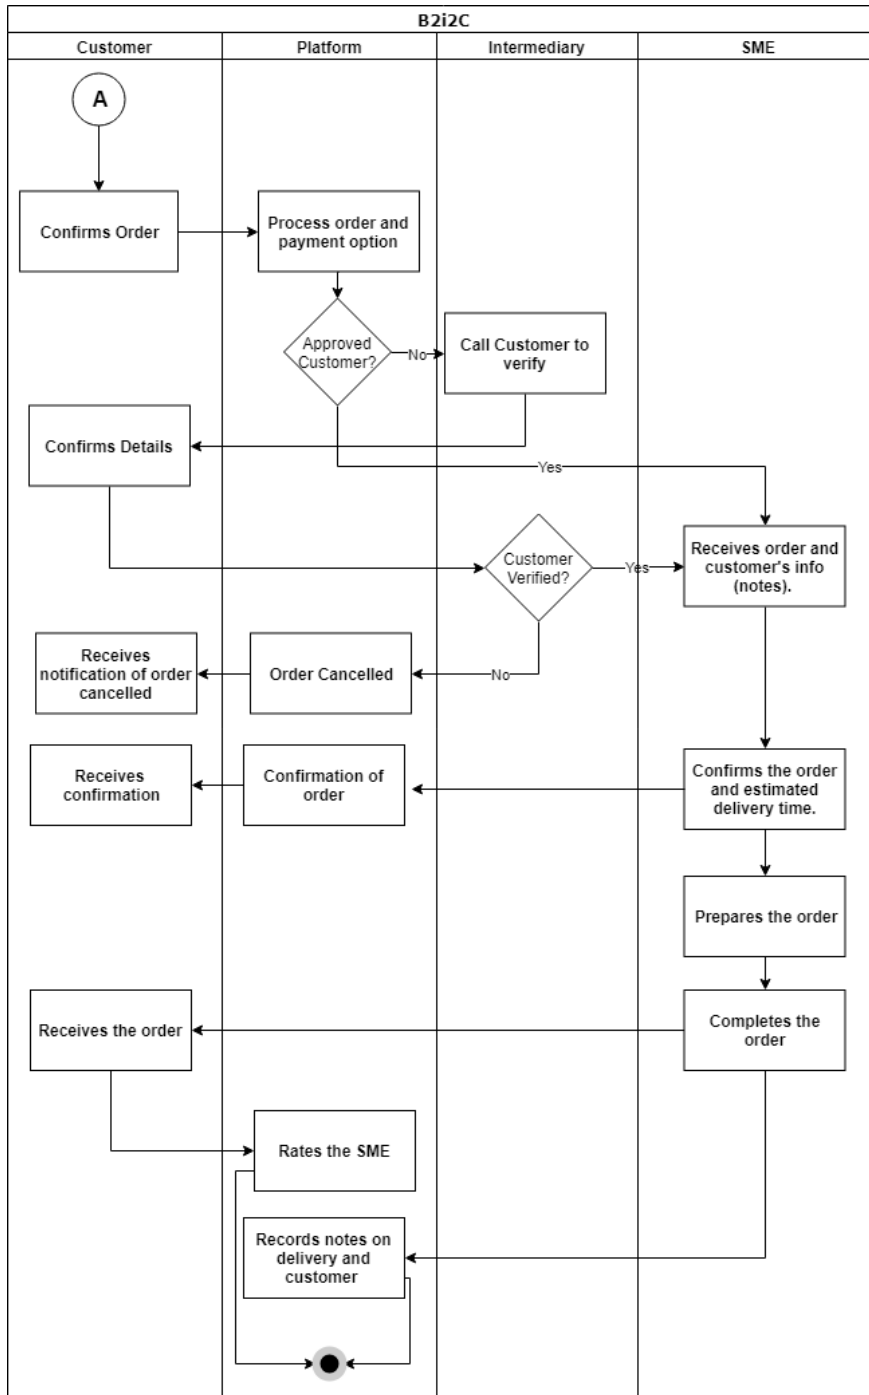 B2i2C
Customer
Platform
Intermediary
SME
A
Confirms Order
Process order and
payment option
Approved
Customer?
No
Call Customer to
verify
Confirms Details
Yes
Customer
Verified?
Yes
Receives order and
customer's info
(notes).
Receives
notification of order
cancelled
Order Cancelled
No
Receives
confirmation
Confirmation of
order
Confirms the order
and estimated
delivery time.
Prepares the order
Receives the order
Completes the
order
Rates the SME
Records notes on
delivery and
customer